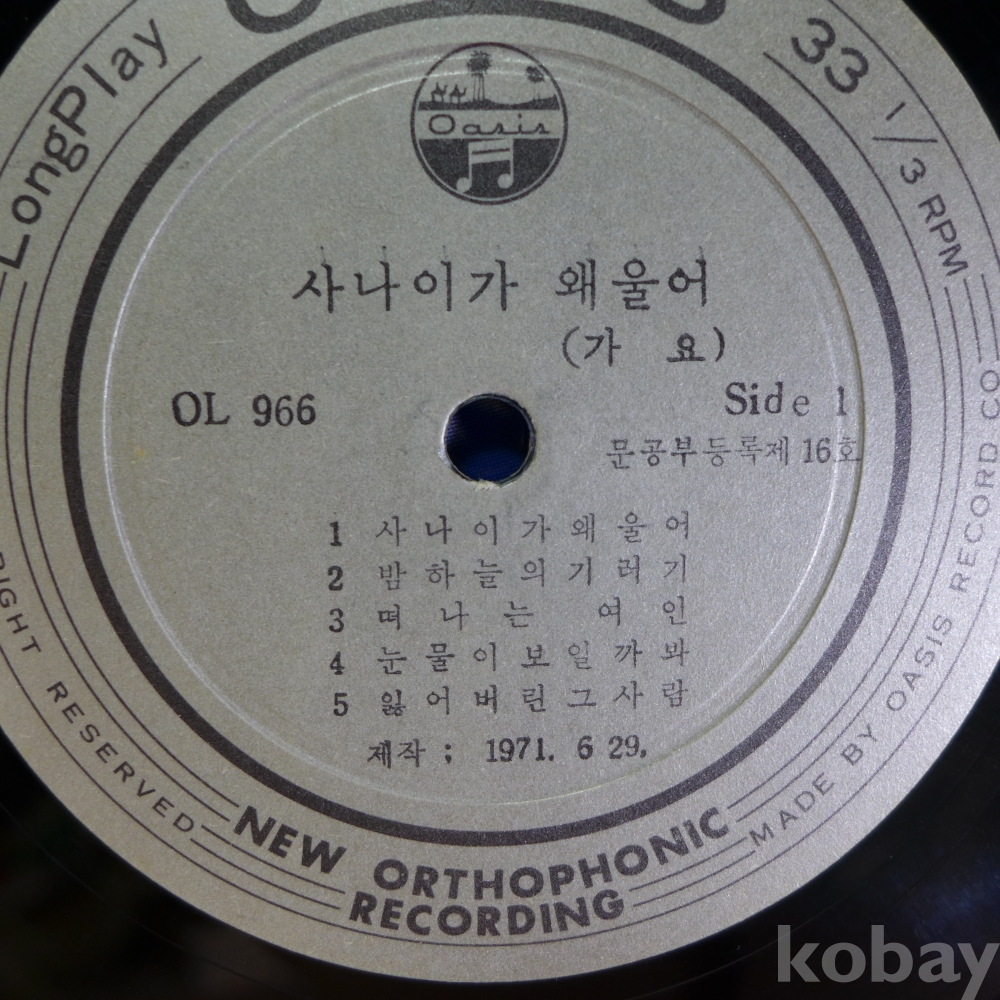 LongPlay
33 1/3 RPM
Oasis
사나이가 왜울어
(가 요)
OL 966
Side 1
문공부등록제 16호
1 사나이가왜울어
2 밤하늘의기러기
3 떠나는 여인
4 눈물이보일까봐
5 잃어버린그사람
제작 ; 1971. 6 29.
RIGHT RESERVED
NEW ORTHOPHONIC
RECORDING
MADE BY OASIS RECORD CO
kobay